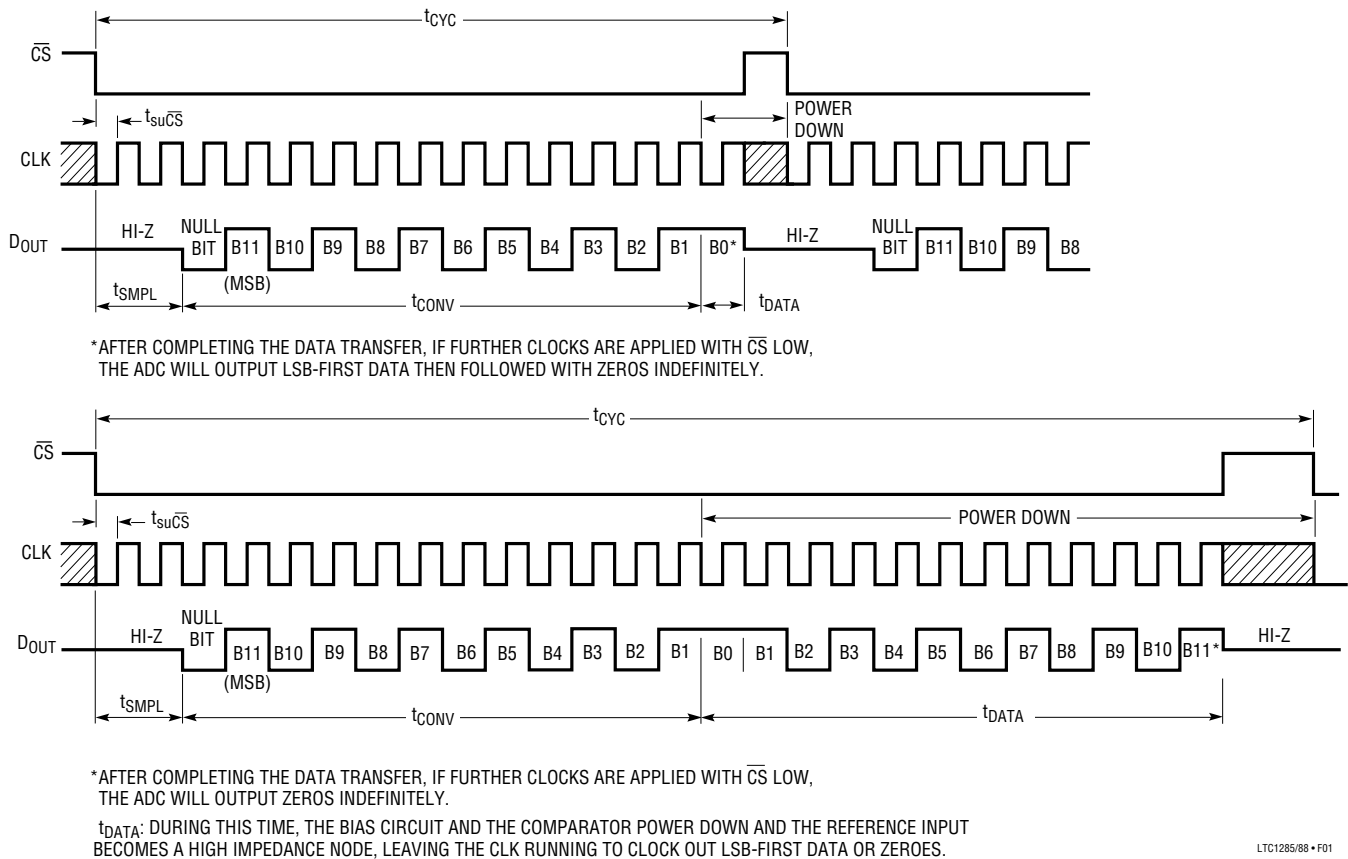 tCYC
CS
tsuCS
POWER
DOWN
CLK
DOUT
HI-Z
NULL
BIT
B11 B10 B9 B8 B7 B6 B5 B4 B3 B2 B1 B0*
HI-Z
NULL
BIT
B11 B10 B9 B8
(MSB)
tSMPL
tCONV
tDATA
*AFTER COMPLETING THE DATA TRANSFER, IF FURTHER CLOCKS ARE APPLIED WITH CS LOW,
THE ADC WILL OUTPUT LSB-FIRST DATA THEN FOLLOWED WITH ZEROS INDEFINITELY.
tCYC
CS
tsuCS
POWER DOWN
CLK
DOUT
HI-Z
NULL
BIT
B11 B10 B9 B8 B7 B6 B5 B4 B3 B2 B1 B0 B1 B2 B3 B4 B5 B6 B7 B8 B9 B10 B11*
HI-Z
(MSB)
tSMPL
tCONV
tDATA
*AFTER COMPLETING THE DATA TRANSFER, IF FURTHER CLOCKS ARE APPLIED WITH CS LOW,
THE ADC WILL OUTPUT ZEROS INDEFINITELY.
tDATA: DURING THIS TIME, THE BIAS CIRCUIT AND THE COMPARATOR POWER DOWN AND THE REFERENCE INPUT
BECOMES A HIGH IMPEDANCE NODE, LEAVING THE CLK RUNNING TO CLOCK OUT LSB-FIRST DATA OR ZEROES.
LTC1285/88 • F01